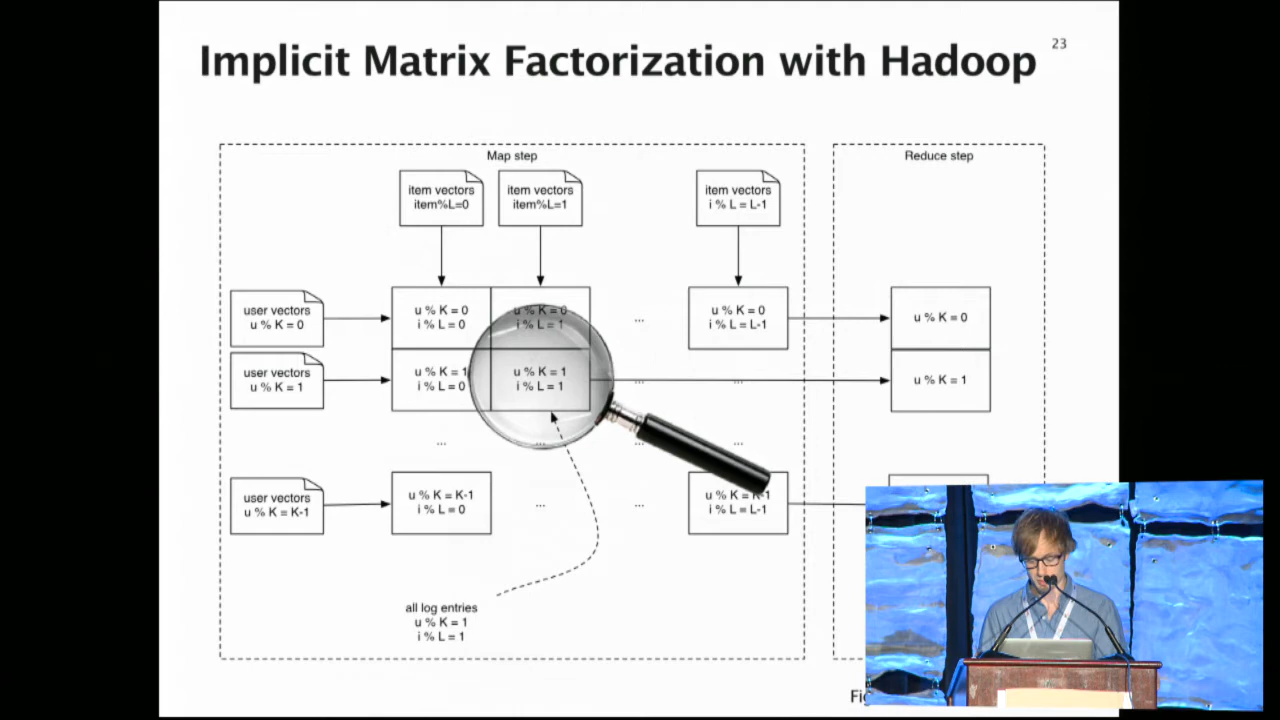 Implicit Matrix Factorization with Hadoop
23
Map step
Reduce step
item vectors
item%L=0
item vectors
item%L=1
item vectors
i % L = L-1
user vectors
u % K = 0
u % K = 0
i % L = 0
u % K = 0
i % L = 1
...
u % K = 0
i % L = L-1
u % K = 0
user vectors
u % K = 1
u % K = 1
i % L = 0
u % K = 1
i % L = 1
...
...
u % K = 1
...
...
...
...
user vectors
u % K = K-1
u % K = K-1
i % L = 0
...
...
u % K = K-1
i % L = L-1
all log entries
u % K = 1
i % L = 1